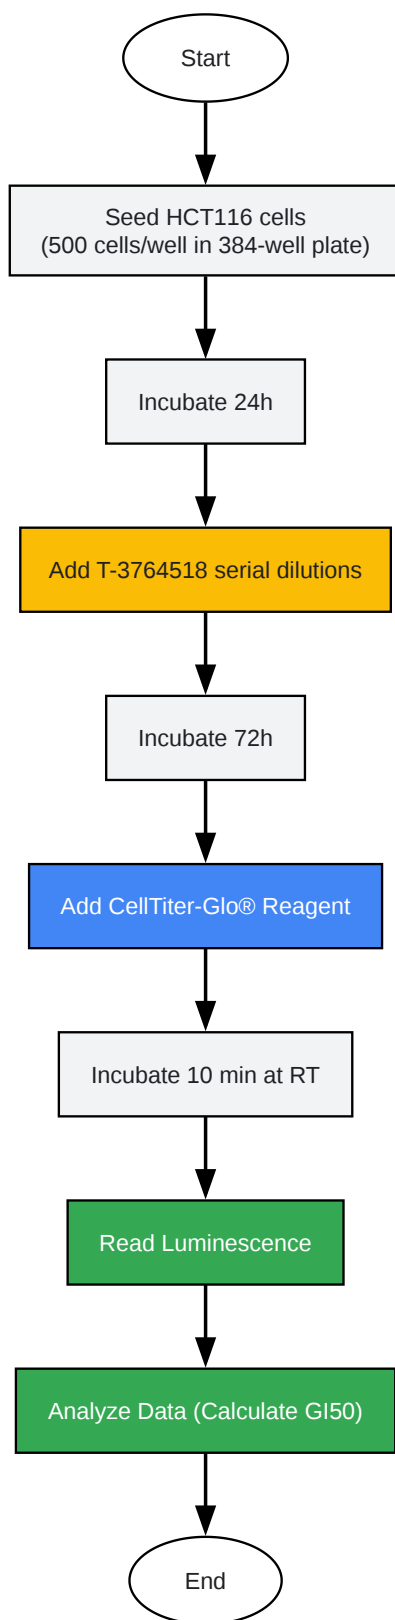 Start
Seed HCT116 cells
(500 cells/well in 384-well plate)
Incubate 24h
Add T-3764518 serial dilutions
Incubate 72h
Add CellTiter-Glo® Reagent
Incubate 10 min at RT
Read Luminescence
Analyze Data (Calculate GI50)
End